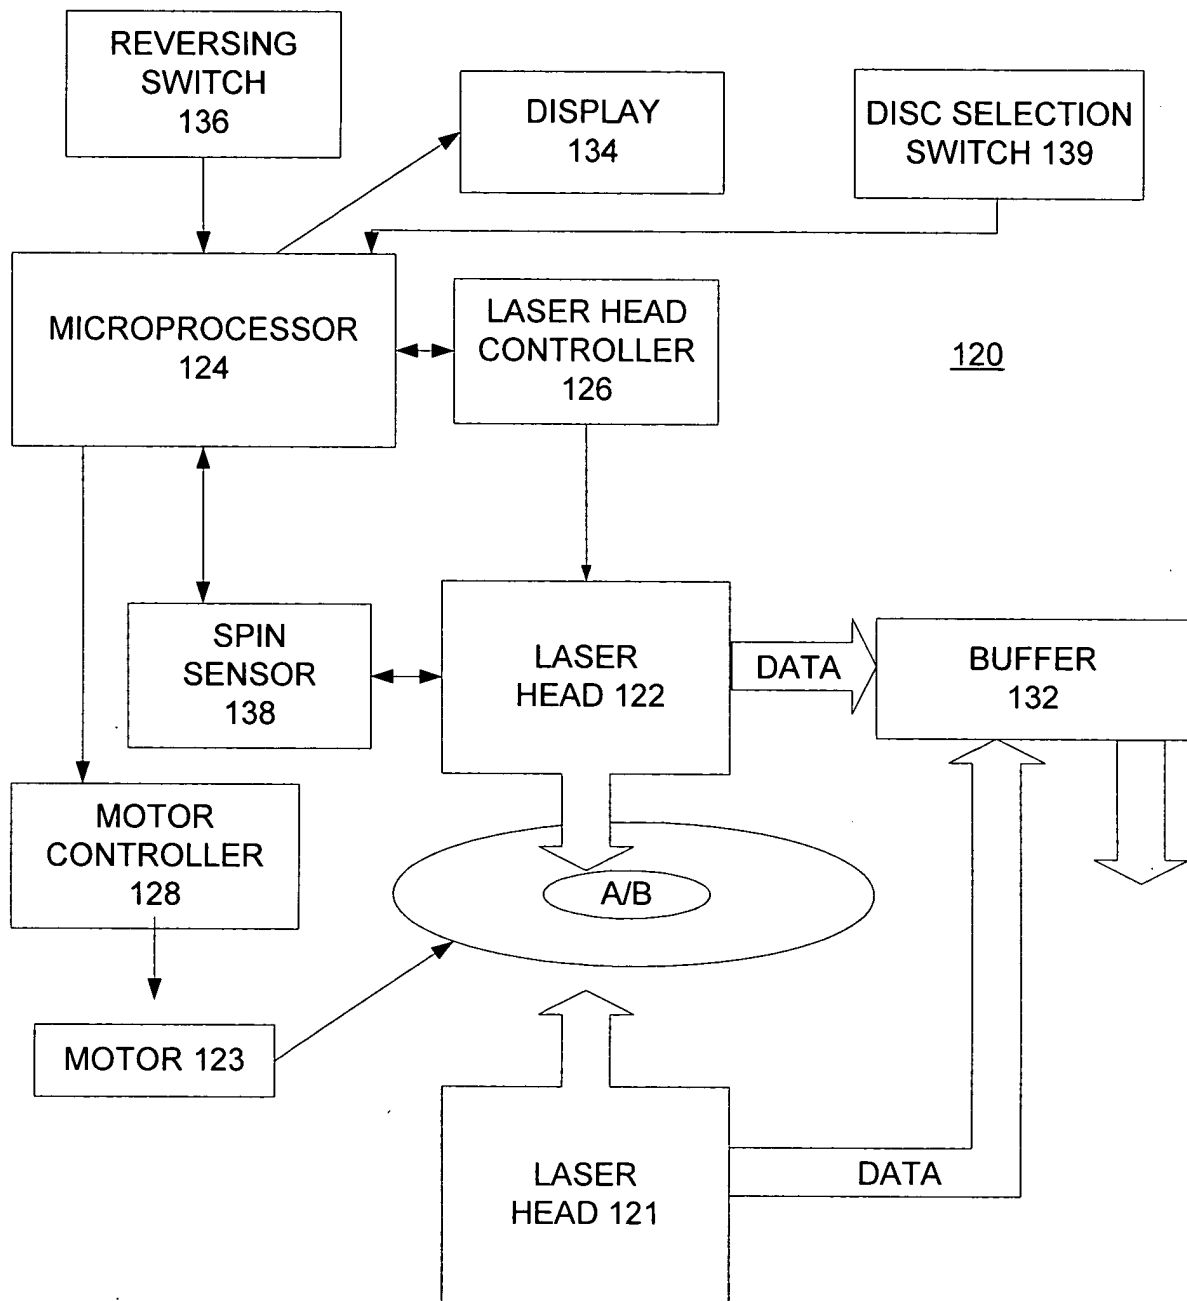 REVERSING
SWITCH
136
DISPLAY
134
DISC SELECTION
SWITCH 139
MICROPROCESSOR
124
LASER HEAD
CONTROLLER
126
120
SPIN
SENSOR
138
LASER
HEAD 122
DATA
BUFFER
132
MOTOR
CONTROLLER
128
A/B
MOTOR 123
LASER
HEAD 121
DATA